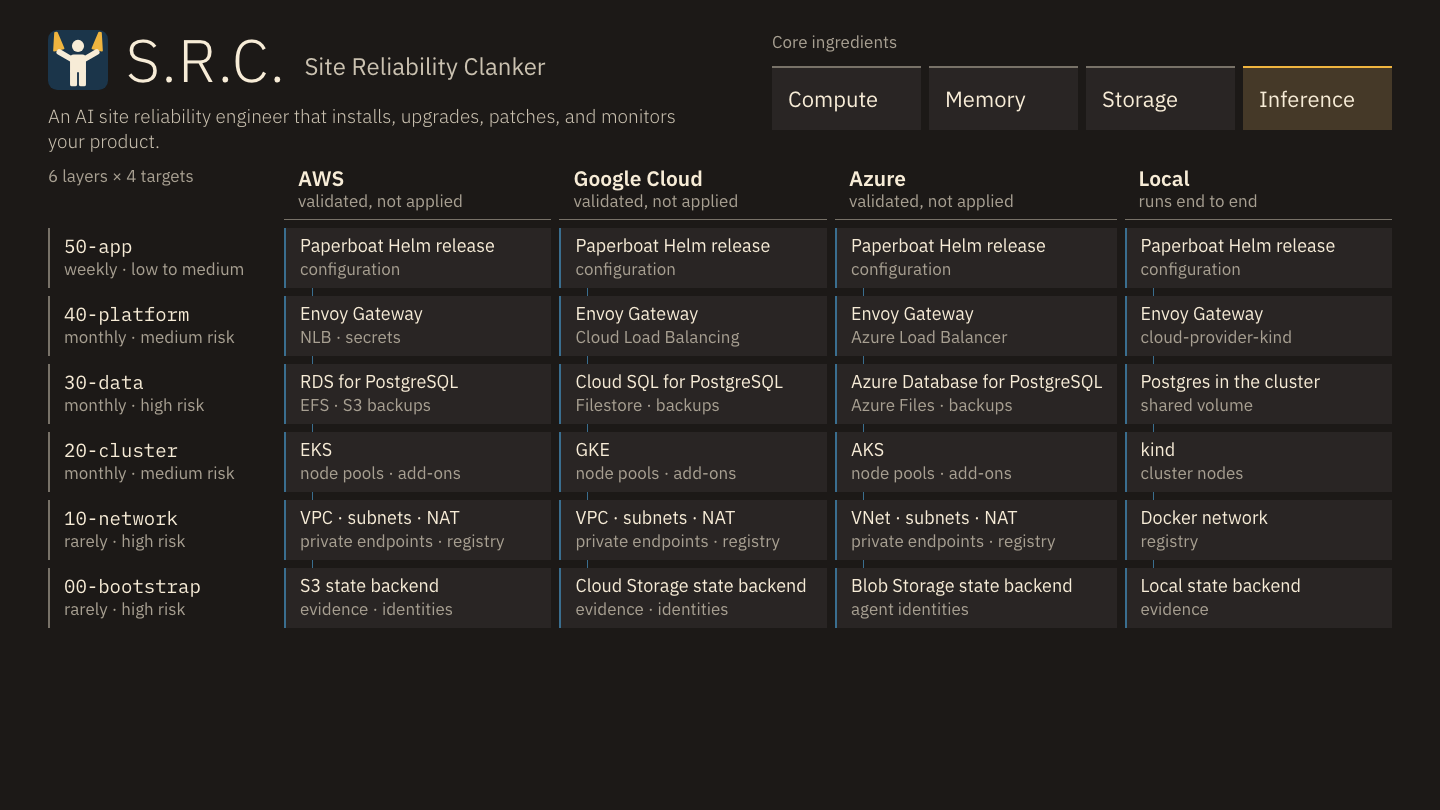 S.R.C. Site Reliability Clanker
An AI site reliability engineer that installs, upgrades, patches, and monitors
your product.
Core ingredients
Compute
Memory
Storage
Inference
6 layers × 4 targets
AWS
validated, not applied
Google Cloud
validated, not applied
Azure
validated, not applied
Local
runs end to end
50-app
weekly · low to medium
Paperboat Helm release
configuration
Paperboat Helm release
configuration
Paperboat Helm release
configuration
Paperboat Helm release
configuration
40-platform
monthly · medium risk
Envoy Gateway
NLB · secrets
Envoy Gateway
Cloud Load Balancing
Envoy Gateway
Azure Load Balancer
Envoy Gateway
cloud-provider-kind
30-data
monthly · high risk
RDS for PostgreSQL
EFS · S3 backups
Cloud SQL for PostgreSQL
Filestore · backups
Azure Database for PostgreSQL
Azure Files · backups
Postgres in the cluster
shared volume
20-cluster
monthly · medium risk
EKS
node pools · add-ons
GKE
node pools · add-ons
AKS
node pools · add-ons
kind
cluster nodes
10-network
rarely · high risk
VPC · subnets · NAT
private endpoints · registry
VPC · subnets · NAT
private endpoints · registry
VNet · subnets · NAT
private endpoints · registry
Docker network
registry
00-bootstrap
rarely · high risk
S3 state backend
evidence · identities
Cloud Storage state backend
evidence · identities
Blob Storage state backend
agent identities
Local state backend
evidence